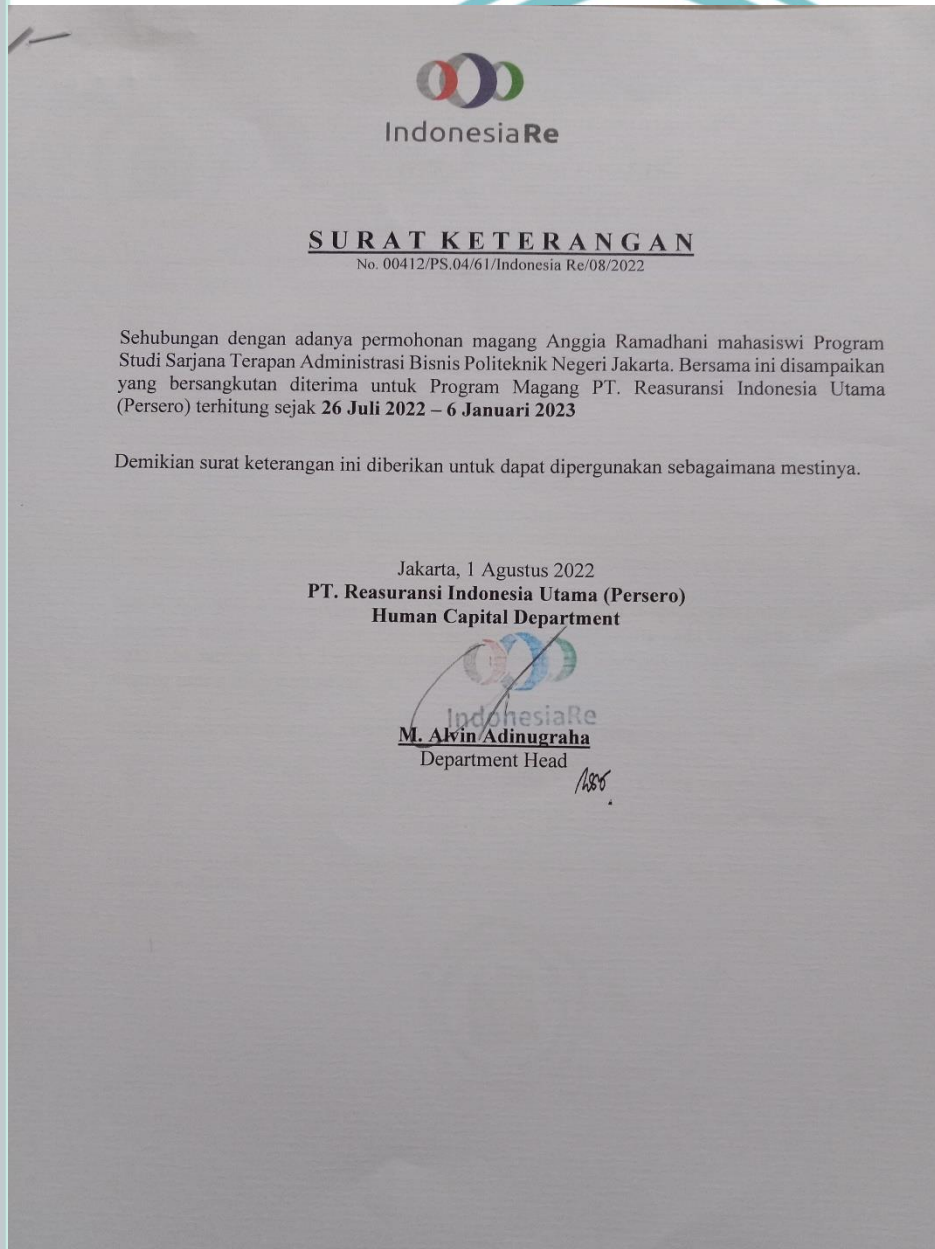 IndonesiaRe
SURAT KETERANGAN
No. 00412/PS.04/61/Indonesia Re/08/2022
Sehubungan dengan adanya permohonan magang Anggia Ramadhani mahasiswi Program
Studi Sarjana Terapan Administrasi Bisnis Politeknik Negeri Jakarta. Bersama ini disampaikan
yang bersangkutan diterima untuk Program Magang PT. Reasuransi Indonesia Utama
(Persero) terhitung sejak 26 Juli 2022 – 6 Januari 2023
Demikian surat keterangan ini diberikan untuk dapat dipergunakan sebagaimana mestinya.
Jakarta, 1 Agustus 2022
PT. Reasuransi Indonesia Utama (Persero)
Human Capital Department
IndonesiaRe
M. Alvin Adinugraha
Department Head